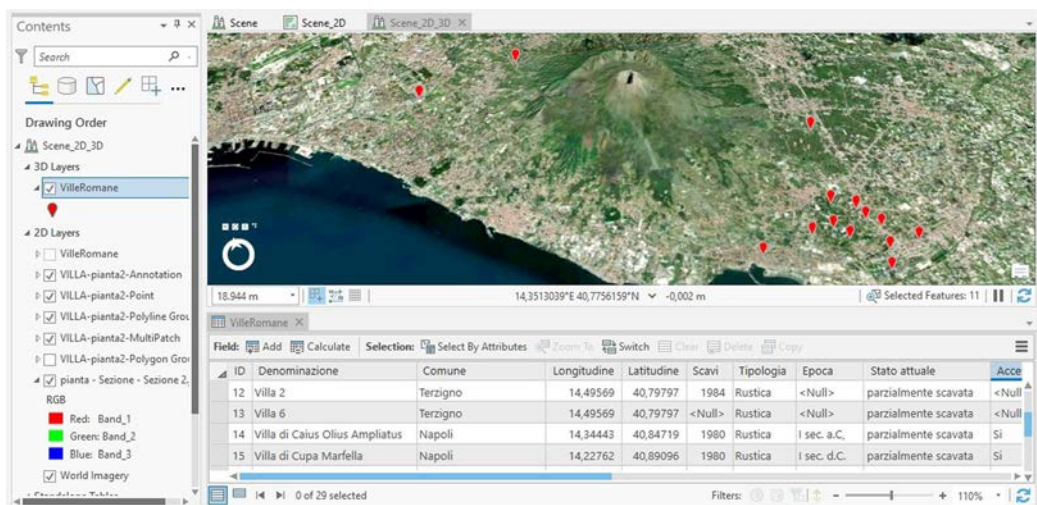 Contents
Search
Drawing Order
Scene_2D_3D
3D Layers
VilleRomane
2D Layers
VilleRomane
VILLA-pianta2-Annotation
VILLA-pianta2-Point
VILLA-pianta2-Polyline Grou
VILLA-pianta2-MultiPatch
VILLA-pianta2-Polygon Grou
pianta - Sezione - Sezione 2.
RGB
Red: Band_1
Green: Band_2
Blue: Band_3
World Imagery
Standalone Tables
Scene Scene_2D Scene_2D_3D
18.944 m 14,3513039°E 40,7756159°N -0,002 m Selected Features: 11
VilleRomane
Field: Add Calculate Selection: Select By Attributes Zoom To Switch Clear Delete Copy
ID Denominazione Comune Longitudine Latitudine Scavi Tipologia Epoca Stato attuale Acce
12 Villa 2 Terzigno 14,49569 40,79797 1984 Rustica <Null> parzialmente scavata <Null
13 Villa 6 Terzigno 14,49569 40,79797 <Null> Rustica <Null> parzialmente scavata <Null
14 Villa di Caius Olius Ampliatus Napoli 14,34443 40,84719 1980 Rustica I sec. a.C, parzialmente scavata Si
15 Villa di Cupa Marfella Napoli 14,22762 40,89096 1980 Rustica I sec. d.C. parzialmente scavata Si
0 of 29 selected Filters: 110%